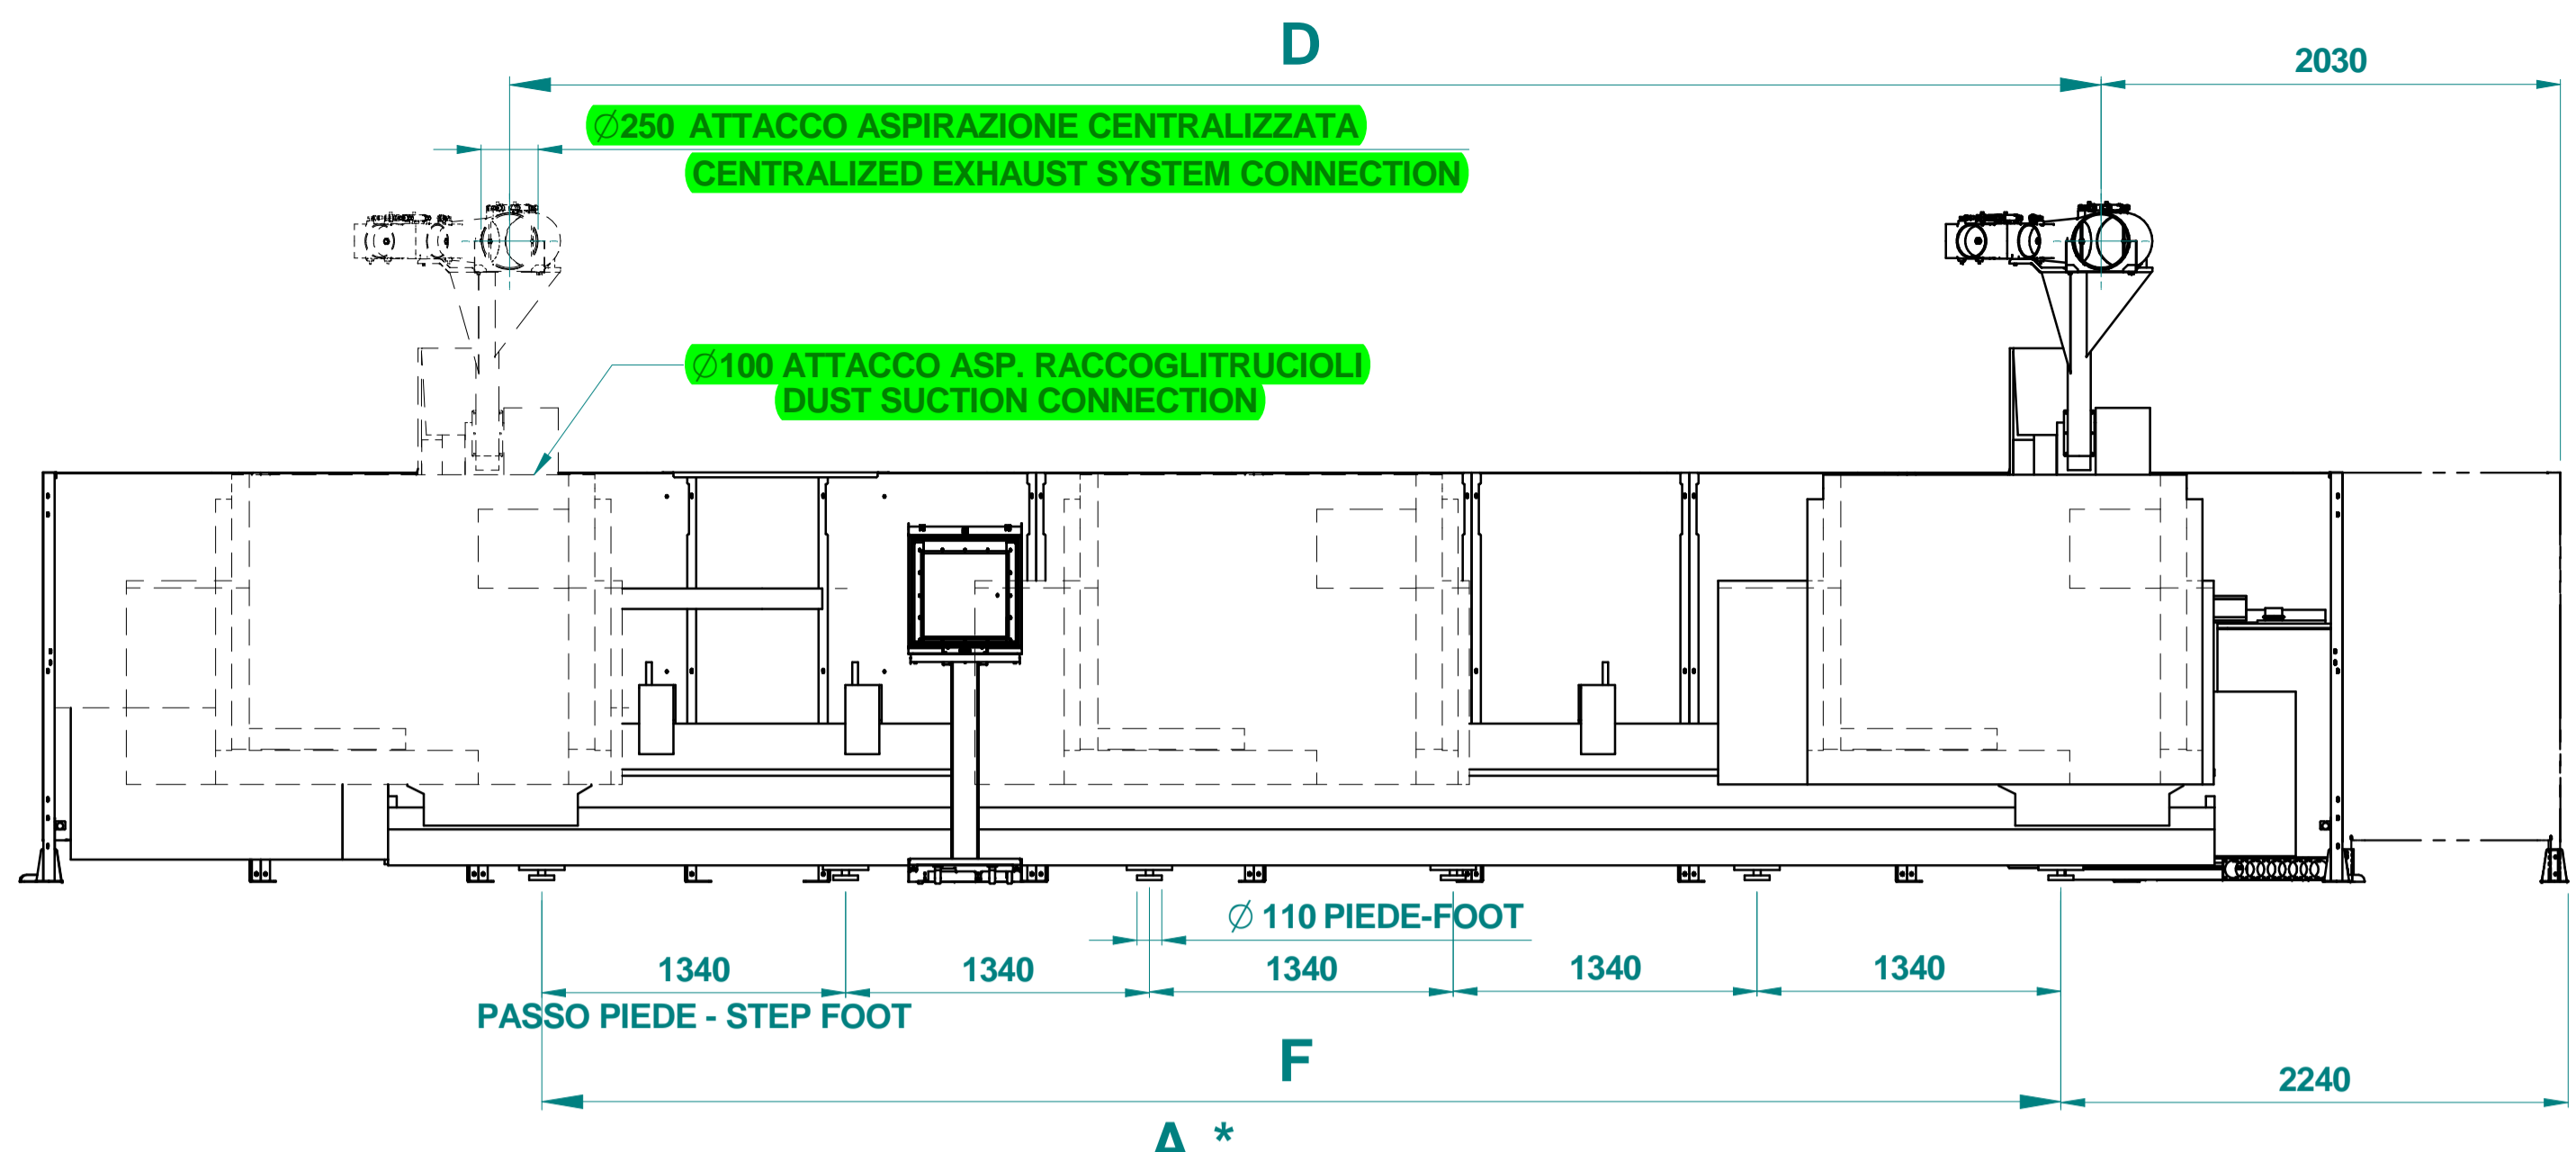 D
2030
∅250 ATTACCO ASPIRAZIONE CENTRALIZZATA
CENTRALIZED EXHAUST SYSTEM CONNECTION
∅100 ATTACCO ASP. RACCOGLITRUCIOLI
DUST SUCTION CONNECTION
∅ 110 PIEDE-FOOT
1340 1340 1340 1340 1340
PASSO PIEDE - STEP FOOT
F
2240
A *